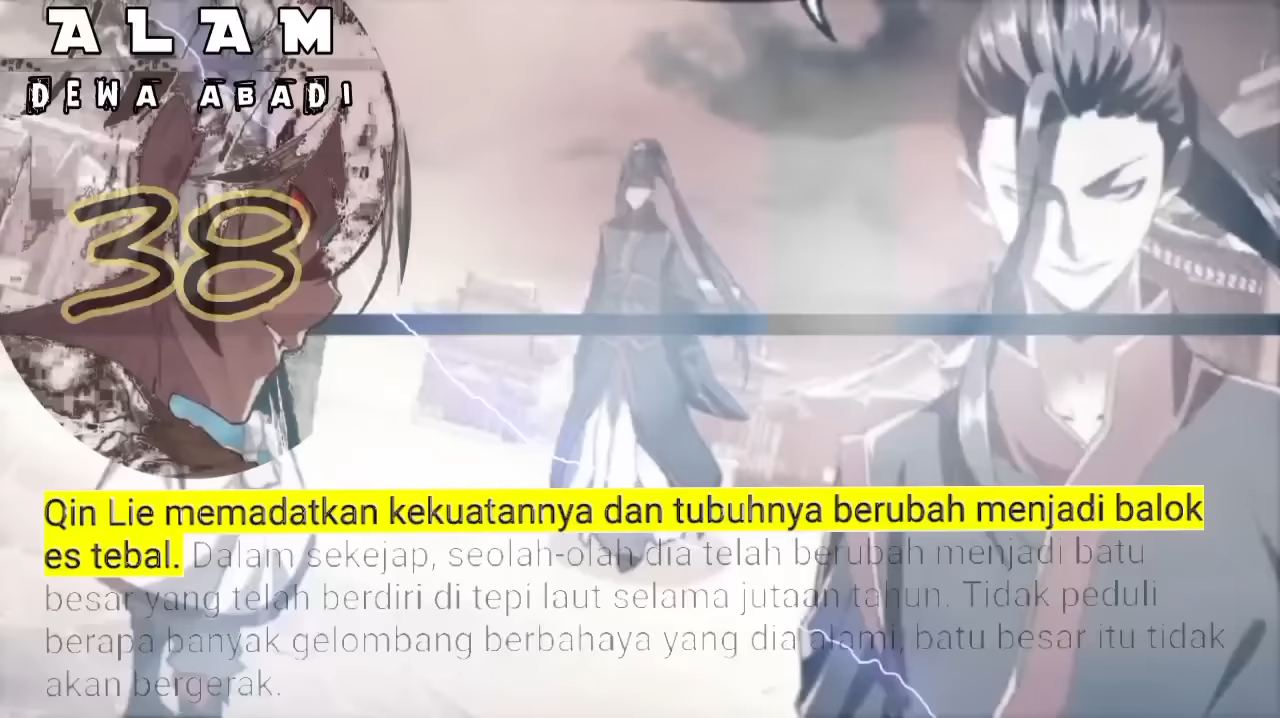 ALAM
DEWA ABADI
38
Qin Lie memadatkan kekuatannya dan tubuhnya berubah menjadi balok
es tebal. Dalam sekejap, seolah-olah dia telah berubah menjadi batu
besar yang telah berdiri di tepi laut selama jutaan tahun. Tidak peduli
berapa banyak gelombang berbahaya yang dia alami, batu besar itu tidak
akan bergerak.